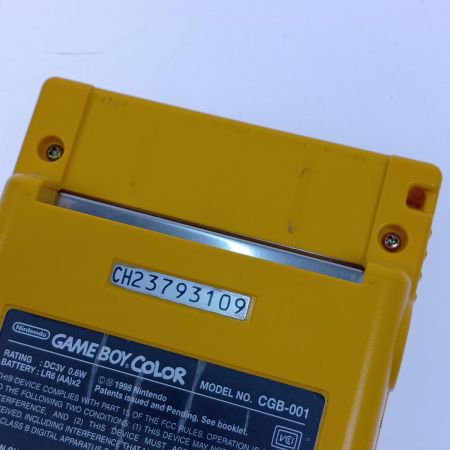 CH23793109
Nintendo GAME BOY COLOR
RATING : DC3V 0.6W
BATTERY : LR6 (AA)x2
©Ⓜ 1998 Nintendo
Patents issued and Pending. See booklet.
MODEL NO. CGB-001
THIS DEVICE COMPLIES WITH PART 15 OF THE FCC RULES. OPERATION IS
TO THE FOLLOWING TWO CONDITIONS: (1) THIS DEVICE MAY NOT
INTERFERENCE AND (2) THIS DEVICE MUST ACC
RECEIVED, INCLUDING INTERFERENCE THAT M
CLASS B DIGITAL APPARATUS
VCI